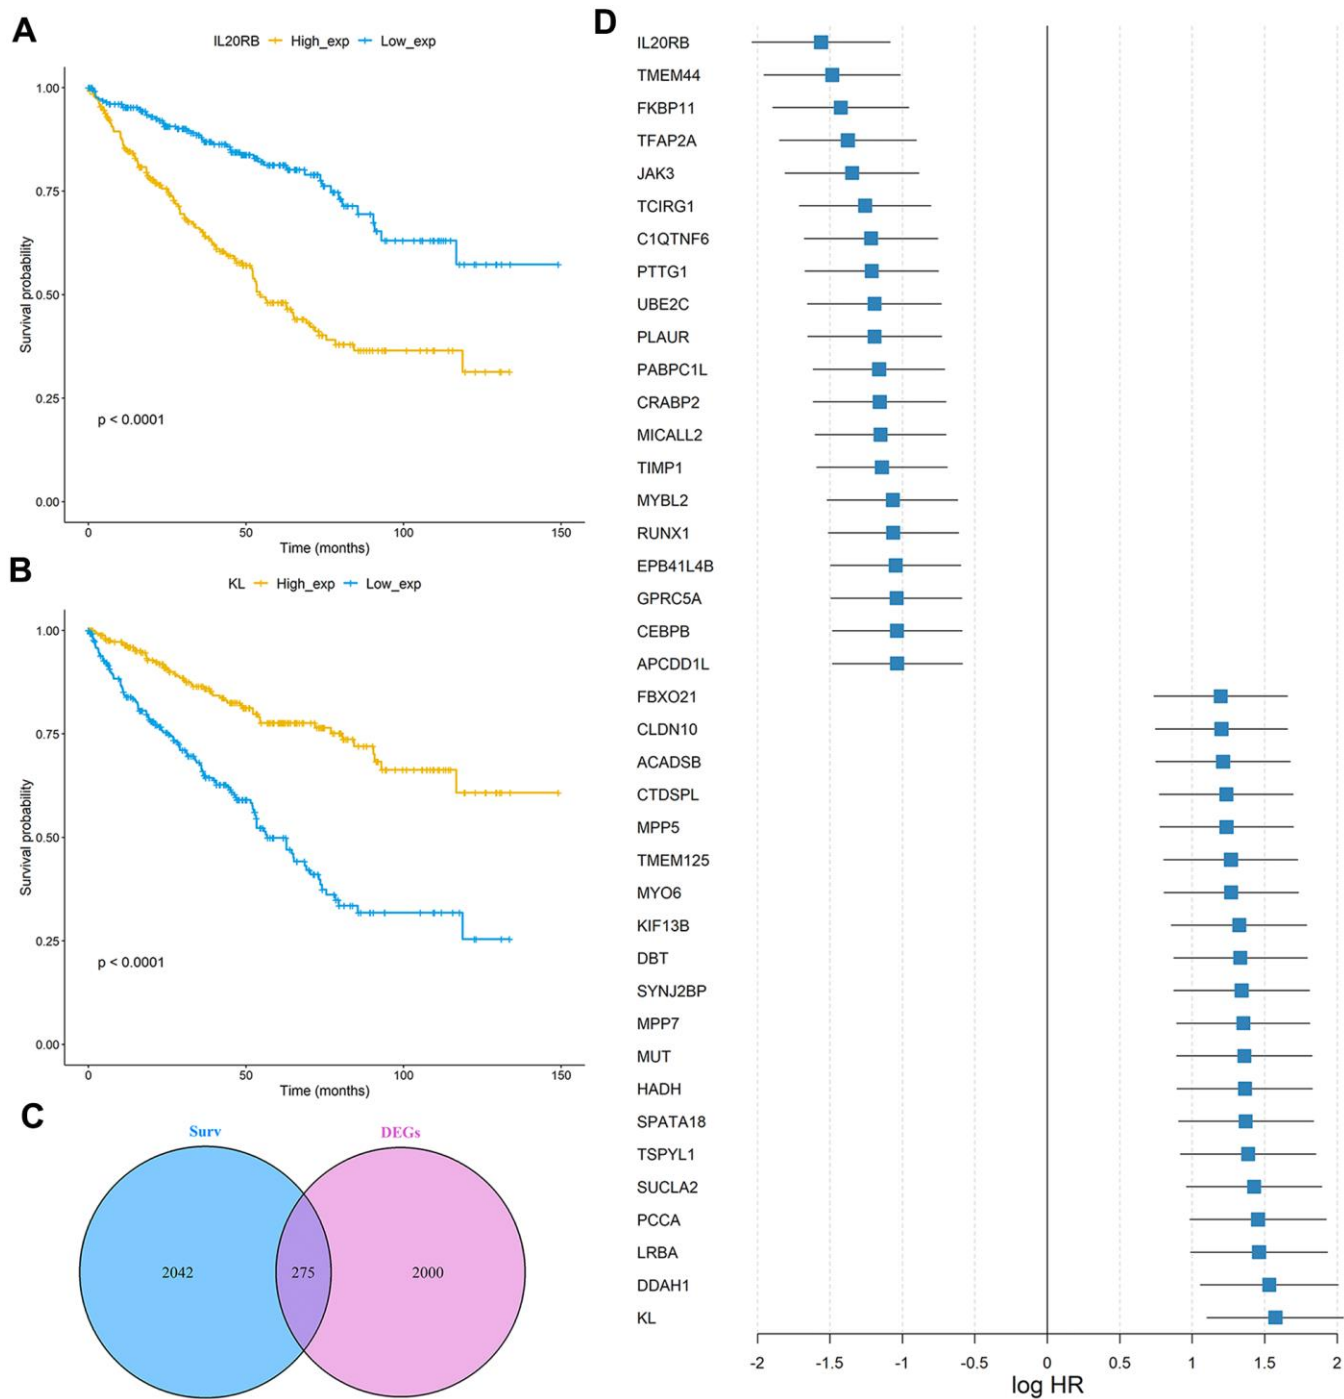 A
IL20RB High_exp Low_exp
1.00
0.75
0.50
0.25
0.00
Survival probability
p < 0.0001
0 50 100 150
Time (months)
B
KL High_exp Low_exp
1.00
0.75
0.50
0.25
0.00
Survival probability
p < 0.0001
0 50 100 150
Time (months)
C
Surv DEGs
2042 275 2000
D
IL20RB
TMEM44
FKBP11
TFAP2A
JAK3
TCIRG1
C1QTNF6
PTTG1
UBE2C
PLAUR
PABPC1L
CRABP2
MICALL2
TIMP1
MYBL2
RUNX1
EPB41L4B
GPRC5A
CEBPB
APCDD1L
FBXO21
CLDN10
ACADSB
CTDSPL
MPP5
TMEM125
MYO6
KIF13B
DBT
SYNJ2BP
MPP7
MUT
HADH
SPATA18
TSPYL1
SUCLA2
PCCA
LRBA
DDAH1
KL
-2 -1.5 -1 -0.5 0 0.5 1 1.5 2
log HR